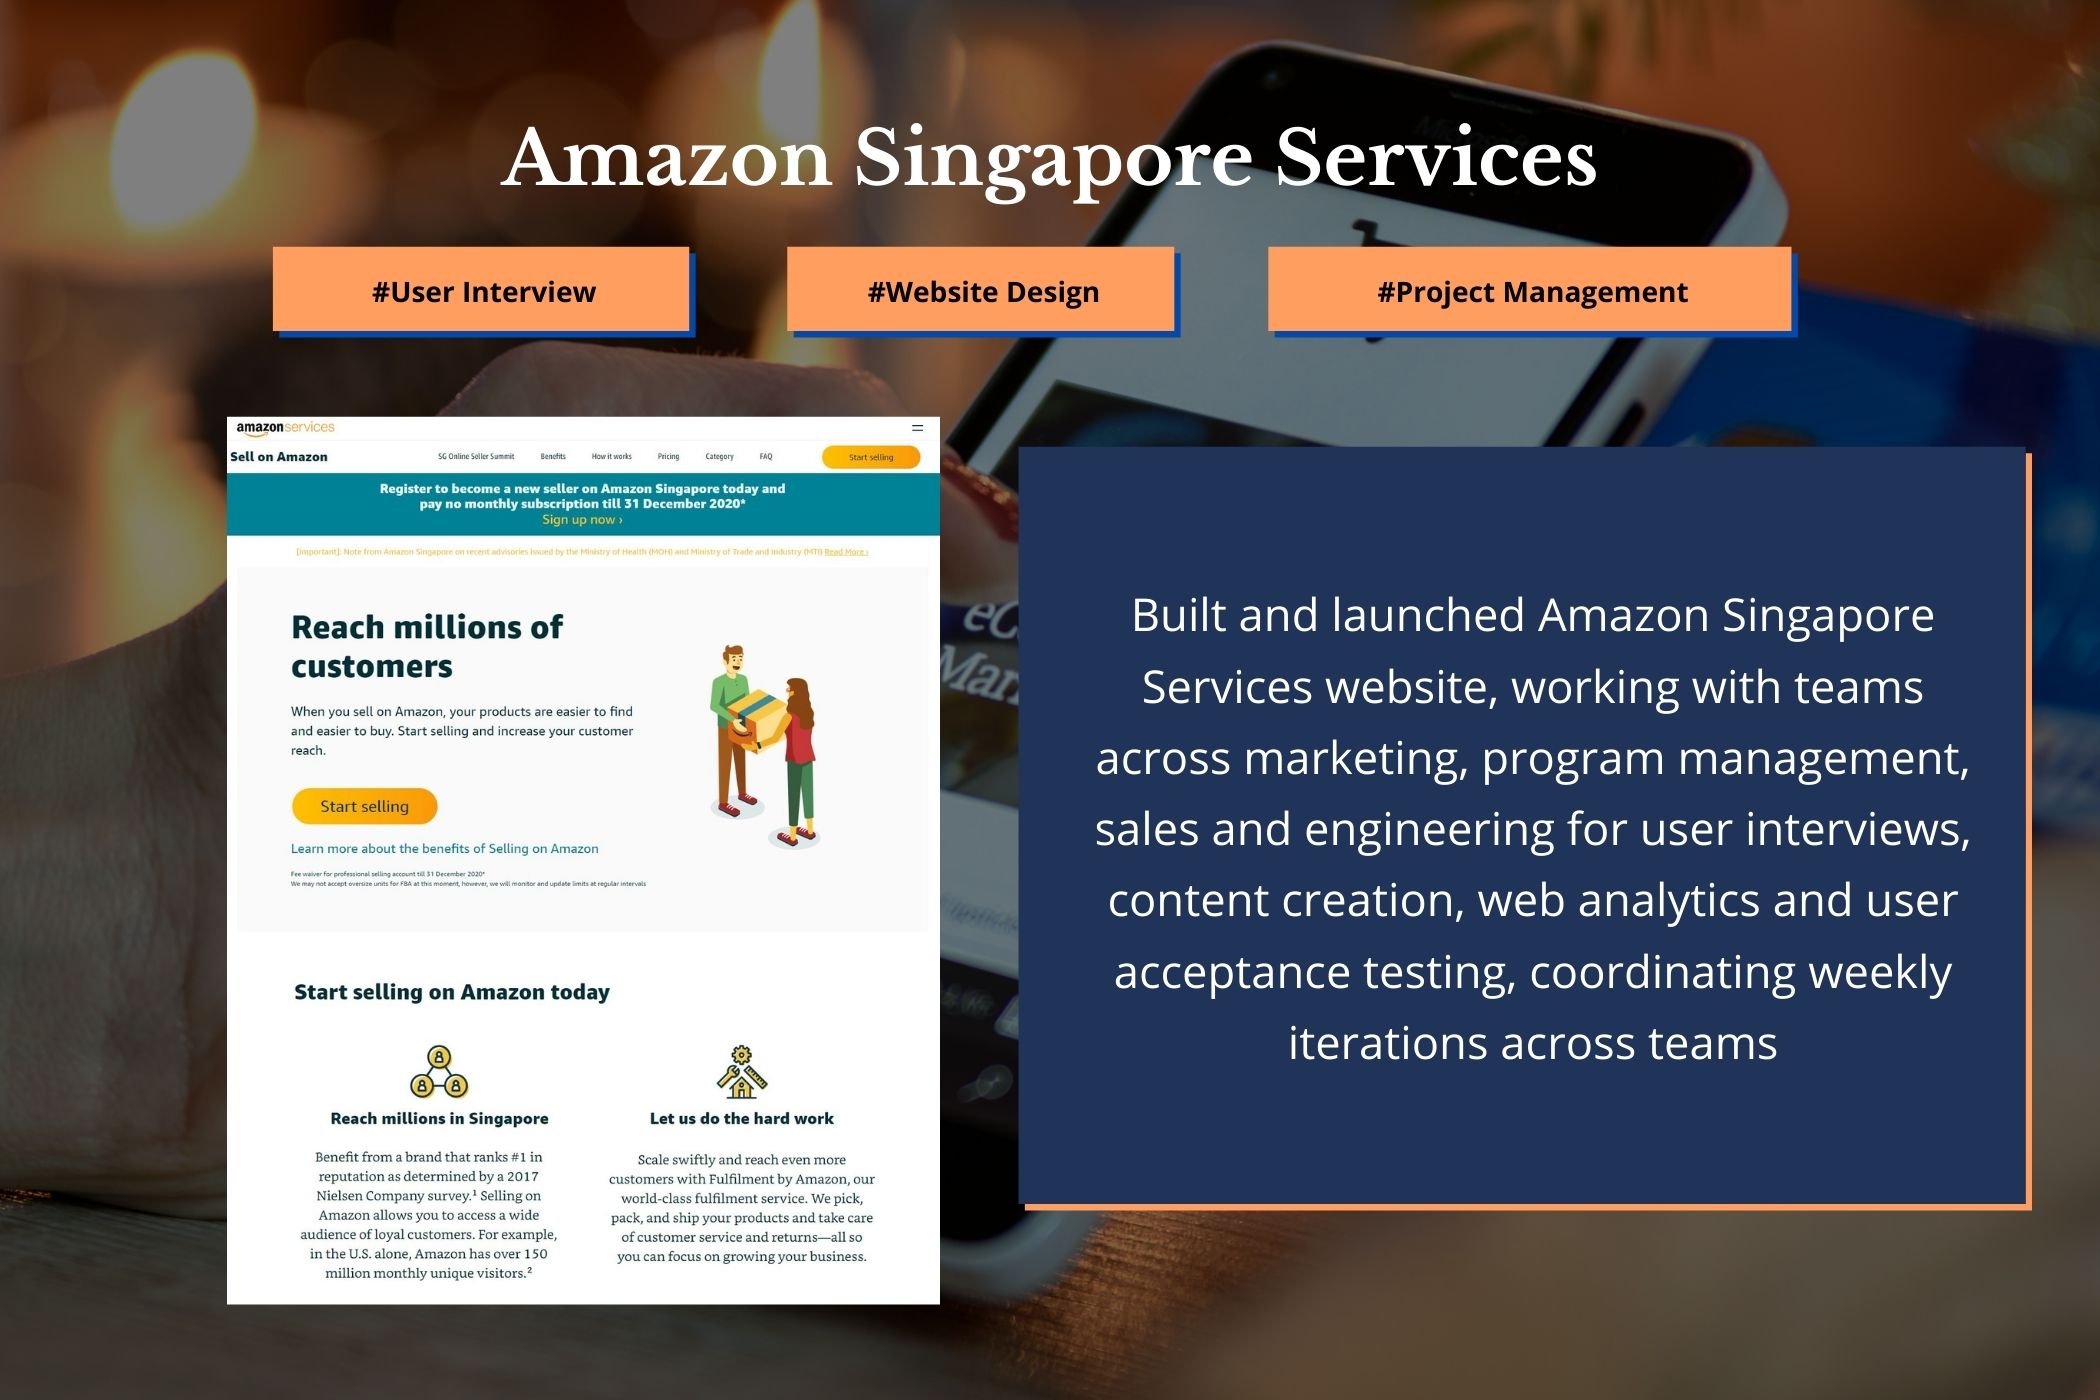 Amazon Singapore Services
#User Interview
#Website Design
#Project Management
amazonservices
Sell on Amazon
SG Online Seller Summit
Benefits
How it works
Pricing
Category
FAQ
Start selling
Register to become a new seller on Amazon Singapore today and
pay no monthly subscription till 31 December 2020*
Sign up now ›
[Important]: Note from Amazon Singapore on recent advisories issued by the Ministry of Health (MOH) and Ministry of Trade and Industry (MTI) Read More ›
Reach millions of
customers
When you sell on Amazon, your products are easier to find
and easier to buy. Start selling and increase your customer
reach.
Start selling
Learn more about the benefits of Selling on Amazon
Fee waiver for professional selling account till 31 December 2020*
We may not accept oversize units for FBA at this moment, however, we will monitor and update limits at regular intervals
Start selling on Amazon today
Reach millions in Singapore
Benefit from a brand that ranks #1 in
reputation as determined by a 2017
Nielsen Company survey.¹ Selling on
Amazon allows you to access a wide
audience of loyal customers. For example,
in the U.S. alone, Amazon has over 150
million monthly unique visitors.²
Let us do the hard work
Scale swiftly and reach even more
customers with Fulfilment by Amazon, our
world-class fulfilment service. We pick,
pack, and ship your products and take care
of customer service and returns—all so
you can focus on growing your business.
Built and launched Amazon Singapore
Services website, working with teams
across marketing, program management,
sales and engineering for user interviews,
content creation, web analytics and user
acceptance testing, coordinating weekly
iterations across teams